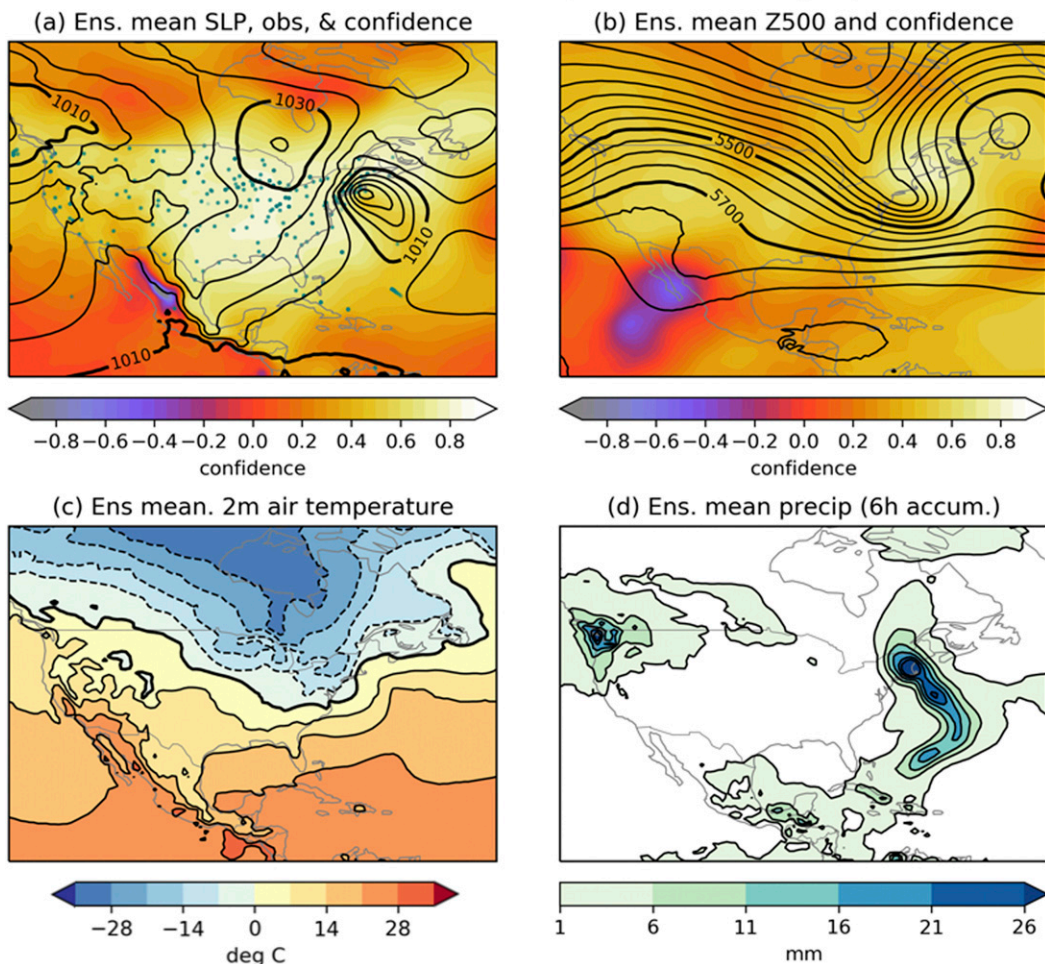 (a) Ens. mean SLP, obs, & confidence
(b) Ens. mean Z500 and confidence
1010
1030
1010
1010
5500
5700
−0.8 −0.6 −0.4 −0.2 0.0 0.2 0.4 0.6 0.8
confidence
−0.8 −0.6 −0.4 −0.2 0.0 0.2 0.4 0.6 0.8
confidence
(c) Ens mean. 2m air temperature
(d) Ens. mean precip (6h accum.)
−28 −14 0 14 28
deg C
1 6 11 16 21 26
mm